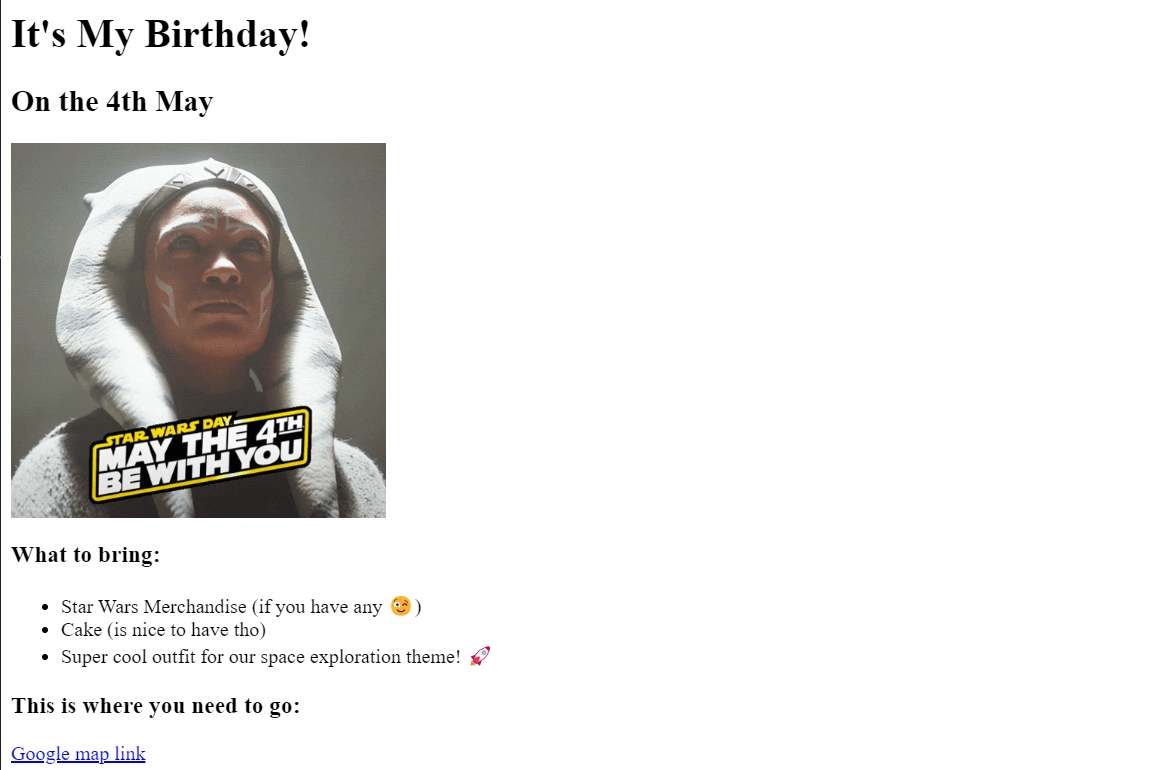 It's My Birthday!
On the 4th May
STAR WARS DAY
MAY THE 4TH
BE WITH YOU
What to bring:
Star Wars Merchandise (if you have any 😉)
Cake (is nice to have tho)
Super cool outfit for our space exploration theme! 🚀
This is where you need to go:
Google map link